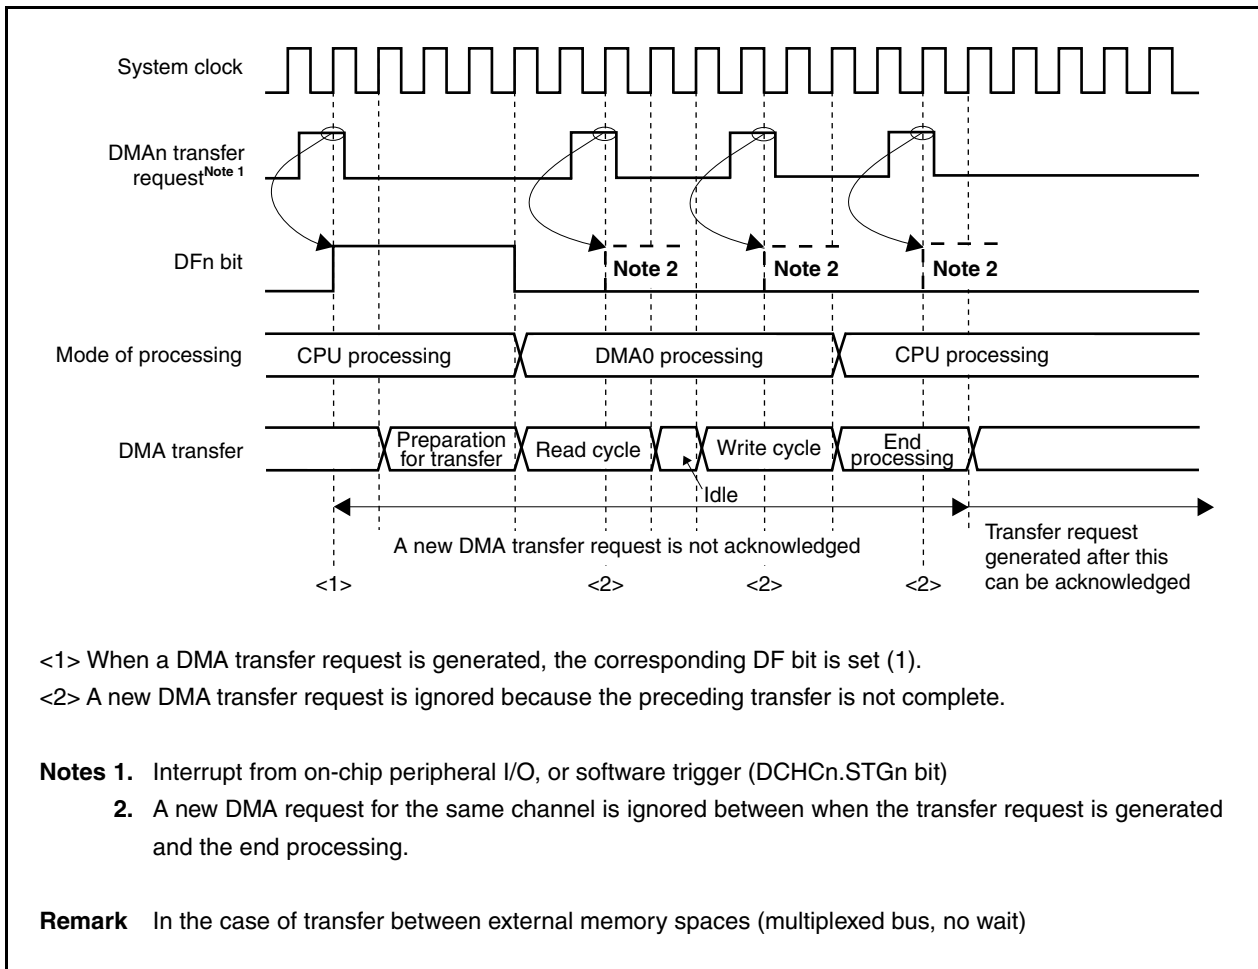 System clock
DMAn transfer
request Note 1
DFn bit
Note 2
Note 2
Note 2
Mode of processing
CPU processing
DMA0 processing
CPU processing
DMA transfer
Preparation
for transfer
Read cycle
Idle
Write cycle
End
processing
A new DMA transfer request is not acknowledged
Transfer request
generated after this
can be acknowledged
<1>
<2>
<2>
<2>
<1> When a DMA transfer request is generated, the corresponding DF bit is set (1).
<2> A new DMA transfer request is ignored because the preceding transfer is not complete.
Notes 1. Interrupt from on-chip peripheral I/O, or software trigger (DCHCn.STGn bit)
2. A new DMA request for the same channel is ignored between when the transfer request is generated
and the end processing.
Remark In the case of transfer between external memory spaces (multiplexed bus, no wait)